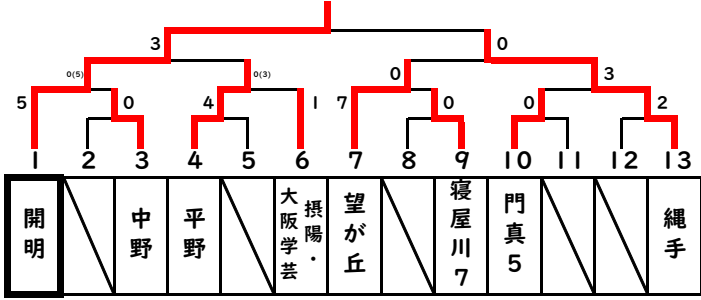 3 0
0(5) 0(3) 0 3
5 0 4 1 7 0 0 2
1 2 3 4 5 6 7 8 9 10 11 12 13
開明
中野
平野
摂陽・
大阪学芸
望が丘
寝屋川7
門真5
縄手